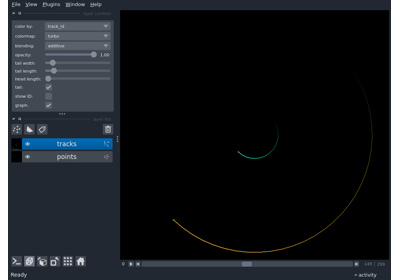 File View Plugins Window Help
color by: track_id
colormap: turbo
blending: additive
opacity: 1.00
tail width:
tail length:
head length:
tail:
show ID:
graph:
tracks
points
Ready
activity